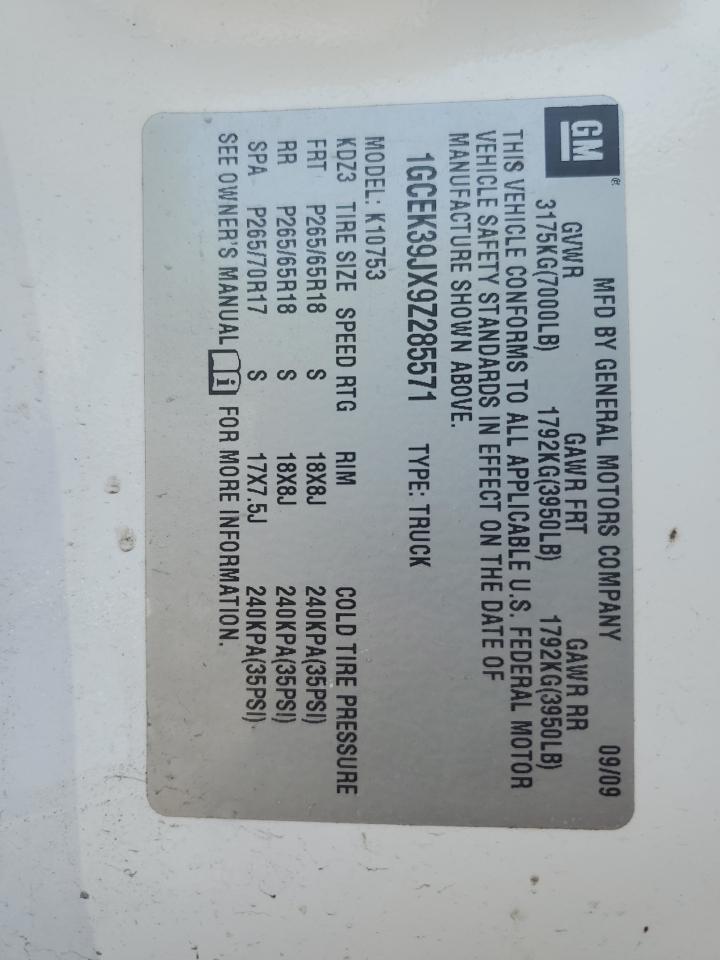 GM®
MFD BY GENERAL MOTORS COMPANY 09/09
GVWR GAWR FRT GAWR RR
3175KG(7000LB) 1792KG(3950LB) 1792KG(3950LB)
THIS VEHICLE CONFORMS TO ALL APPLICABLE U.S. FEDERAL MOTOR
VEHICLE SAFETY STANDARDS IN EFFECT ON THE DATE OF
MANUFACTURE SHOWN ABOVE.
1GCEK39JX9Z285571 TYPE: TRUCK
MODEL: K10753
KDZ3 TIRE SIZE SPEED RTG RIM COLD TIRE PRESSURE
FRT P265/65R18 S 18X8J 240KPA(35PSI)
RR P265/65R18 S 18X8J 240KPA(35PSI)
SPA P265/70R17 S 17X7.5J 240KPA(35PSI)
SEE OWNER'S MANUAL i FOR MORE INFORMATION.